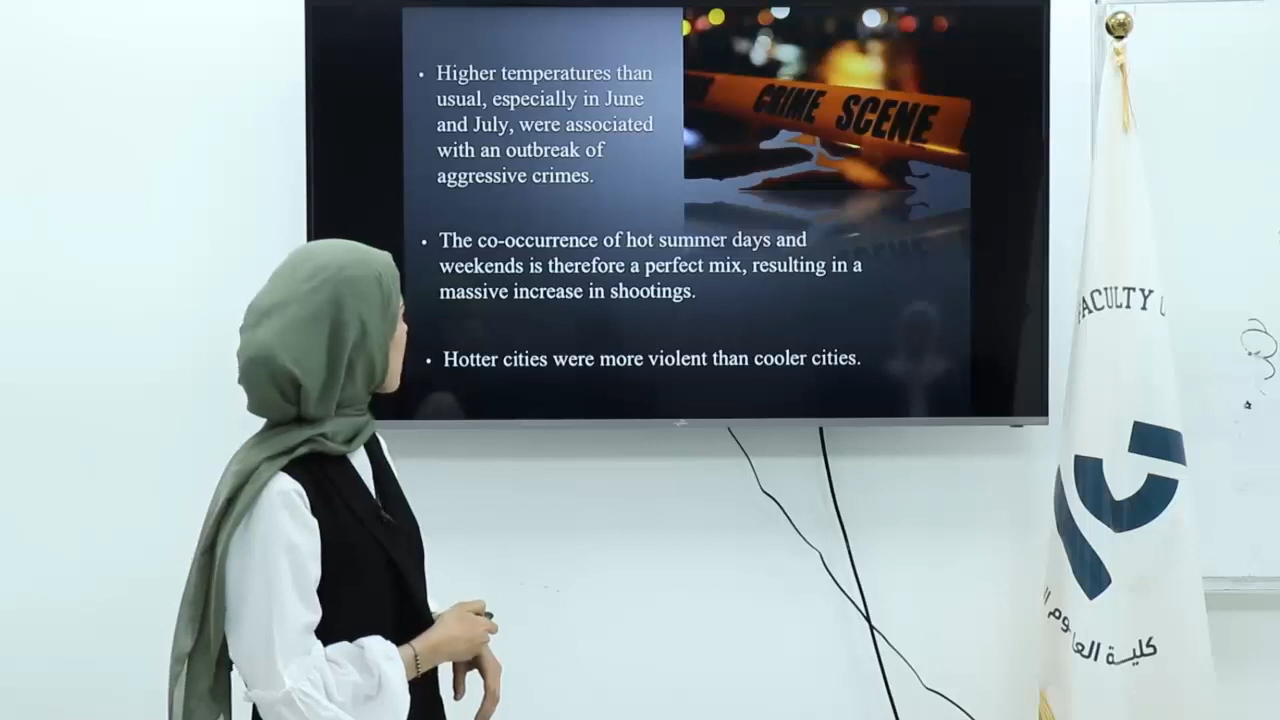 • Higher temperatures than
usual, especially in June
and July, were associated
with an outbreak of
aggressive crimes.
• The co-occurrence of hot summer days and
weekends is therefore a perfect mix, resulting in a
massive increase in shootings.
• Hotter cities were more violent than cooler cities.
CRIME SCENE
FACULTY
كلية